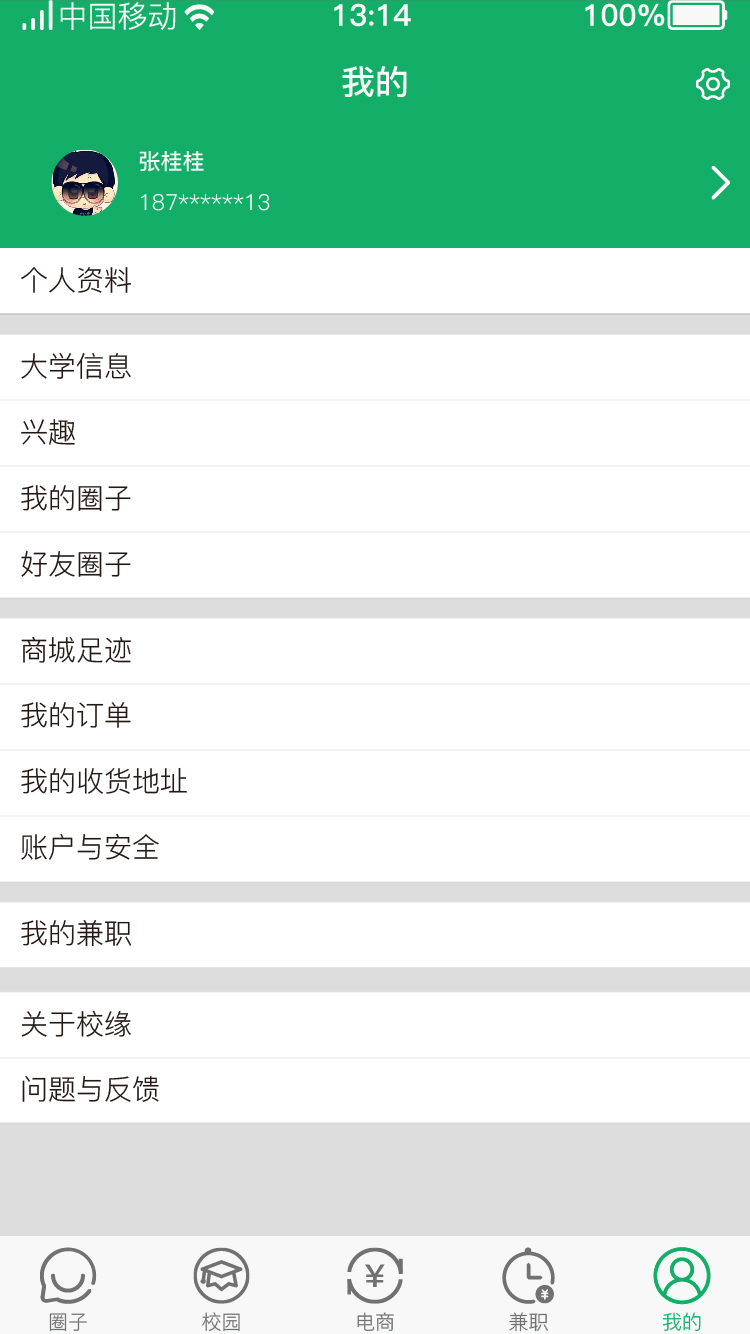 中国移动 13:14 100%
我的
张桂桂
187******13
个人资料
大学信息
兴趣
我的圈子
好友圈子
商城足迹
我的订单
我的收货地址
账户与安全
我的兼职
关于校缘
问题与反馈
圈子 校园 电商 兼职 我的